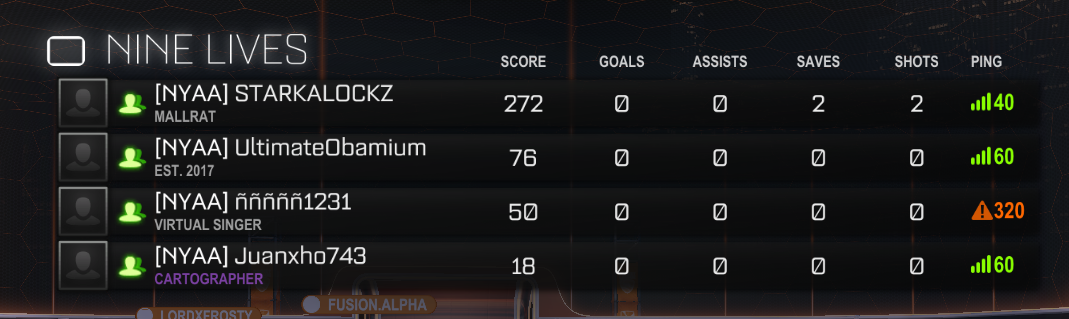 NINE LIVES
SCORE GOALS ASSISTS SAVES SHOTS PING
[NYAA] STARKALOCKZ 272 0 0 2 2 40
MALLRAT
[NYAA] UltimateObamium 76 0 0 0 0 60
EST. 2017
[NYAA] ñññññ1231 50 0 0 0 0 320
VIRTUAL SINGER
[NYAA] Juanxho743 18 0 0 0 0 60
CARTOGRAPHER
FUSION.ALPHA
LORDXFROSTY